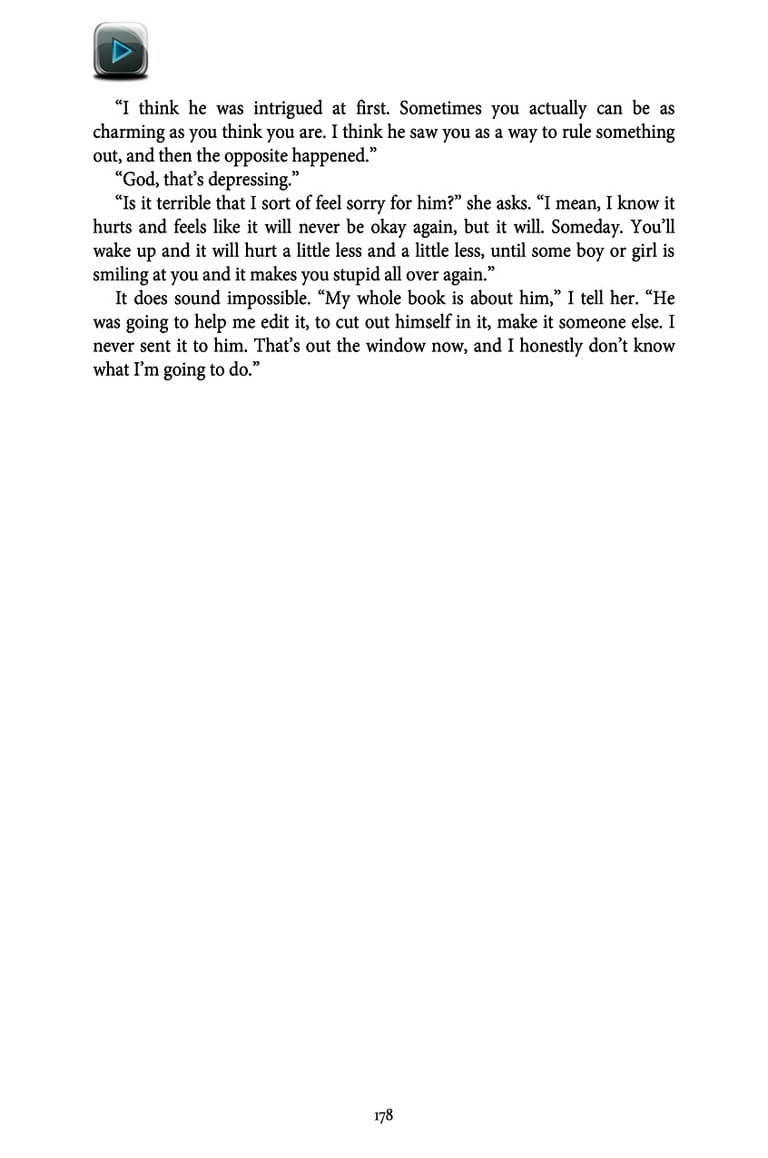 “I think he was intrigued at first. Sometimes you actually can be as
charming as you think you are. I think he saw you as a way to rule something
out, and then the opposite happened.”
“God, that’s depressing.”
“Is it terrible that I sort of feel sorry for him?” she asks. “I mean, I know it
hurts and feels like it will never be okay again, but it will. Someday. You’ll
wake up and it will hurt a little less and a little less, until some boy or girl is
smiling at you and it makes you stupid all over again.”
It does sound impossible. “My whole book is about him,” I tell her. “He
was going to help me edit it, to cut out himself in it, make it someone else. I
never sent it to him. That’s out the window now, and I honestly don’t know
what I’m going to do.”
178